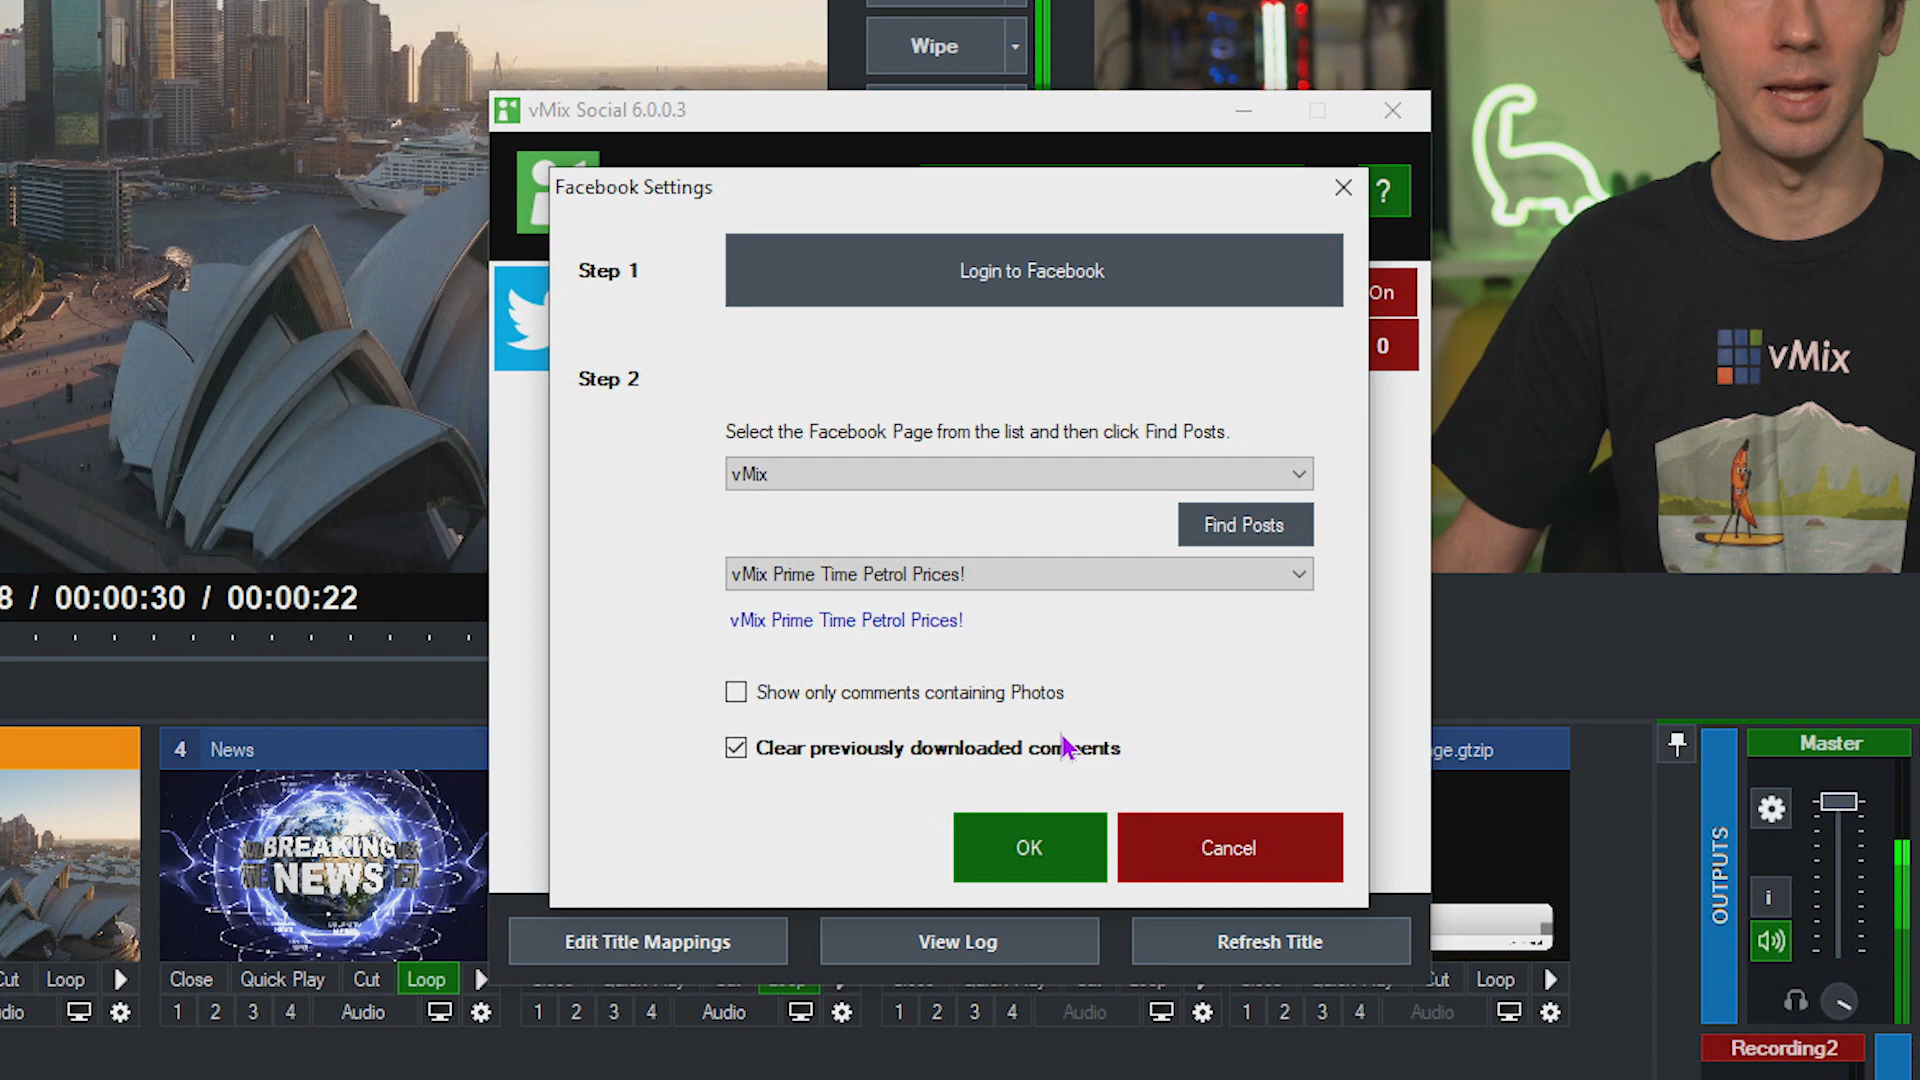 Wipe
vMix Social 6.0.0.3
?
Facebook Settings
Step 1
Login to Facebook
On
0
Step 2
vMix
Select the Facebook Page from the list and then click Find Posts.
vMix
Find Posts
vMix Prime Time Petrol Prices!
vMix Prime Time Petrol Prices!
8 / 00:00:30 / 00:00:22
Show only comments containing Photos
Clear previously downloaded comments
OK
Cancel
4 News
ge.gtzip
Master
BREAKING
NEWS
OUTPUTS
i
Edit Title Mappings
View Log
Refresh Title
Cut Loop
Close Quick Play Cut Loop
Cut Loop
dio
1 2 3 4 Audio
1 2 3 4 Audio
1 2 3 4 Audio
1 2 3 4 Audio
Recording2